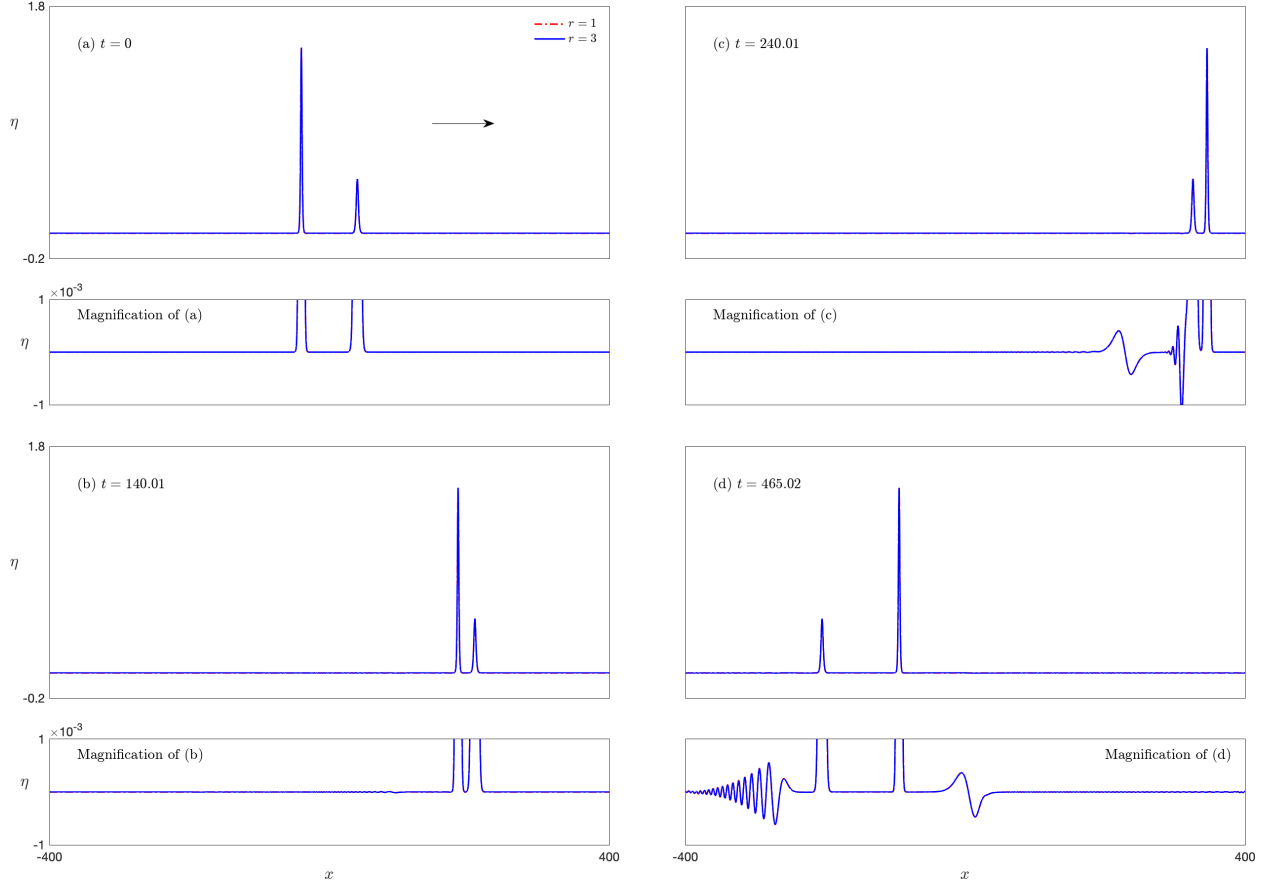 1.8
(a) t = 0
r = 1
r = 3
η
-0.2
1 ×10⁻³
Magnification of (a)
η
-1
1.8
(b) t = 140.01
η
-0.2
1 ×10⁻³
Magnification of (b)
η
-1
-400 400
x
(c) t = 240.01
Magnification of (c)
(d) t = 465.02
Magnification of (d)
-400 400
x